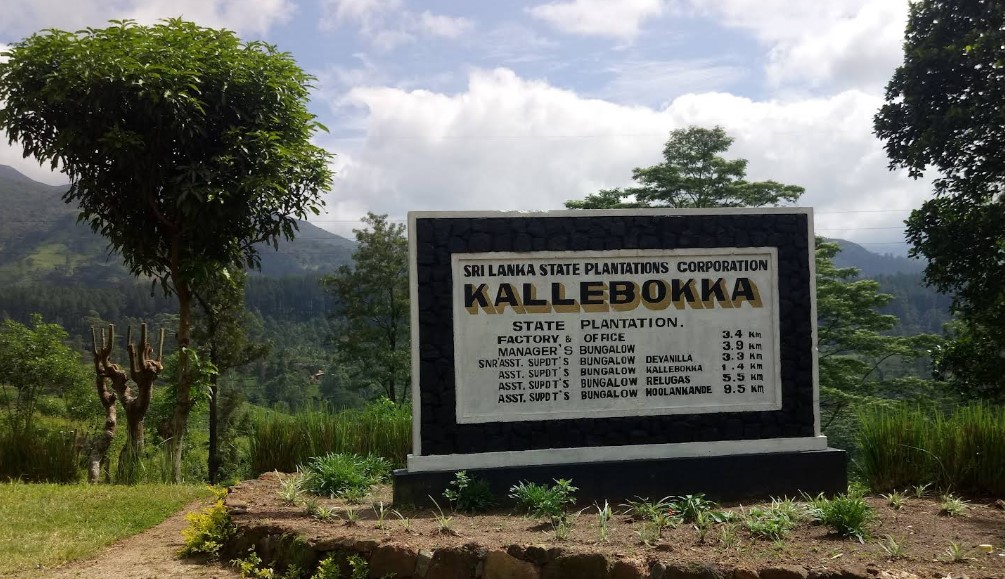 SRI LANKA STATE PLANTATIONS CORPORATION
KALLEBOKKA
STATE PLANTATION.
FACTORY & OFFICE 3.4 KM
MANAGER'S BUNGALOW 3.9 KM
SNR ASST. SUPDT'S BUNGALOW DEYANILLA 3.3 KM
ASST. SUPDT'S BUNGALOW KALLEBOKKA 1.4 KM
ASST. SUPDT'S BUNGALOW RELUGAS 5.5 KM
ASST, SUPDT'S BUNGALOW HOOLANKANDE 9.5 KM